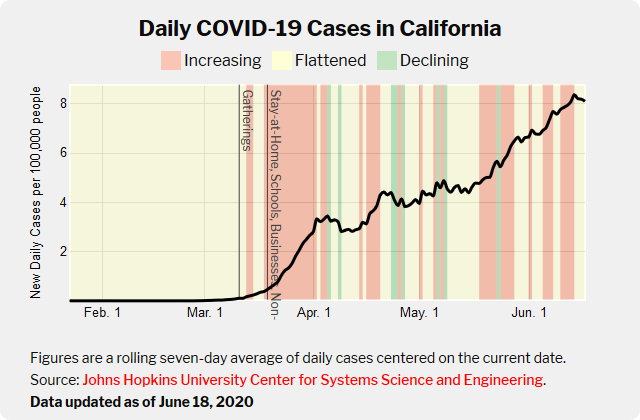 Daily COVID-19 Cases in California
Increasing Flattened Declining
New Daily Cases per 100,000 people
8
6
4
2
Gatherings
Stay-at-Home, Schools, Businesses, Non-
Feb. 1 Mar. 1 Apr. 1 May. 1 Jun. 1
Figures are a rolling seven-day average of daily cases centered on the current date.
Source: Johns Hopkins University Center for Systems Science and Engineering.
Data updated as of June 18, 2020